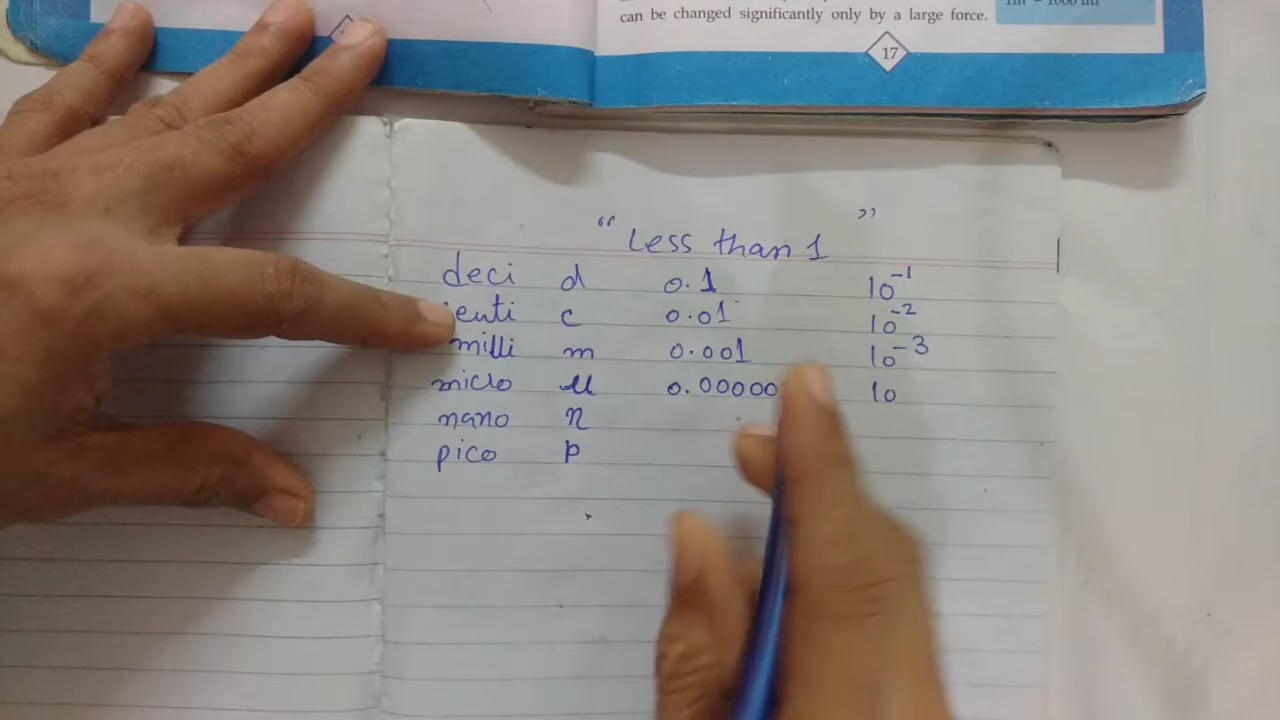 can be changed significantly only by a large force.
17
“ Less than 1 ”
deci d 0.1 10^-1
centi c 0.01 10^-2
milli m 0.001 10^-3
micro μ 0.00000 10
nano n
pico p